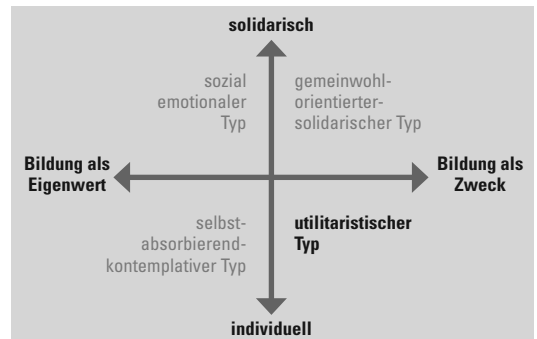 solidarisch
sozial
emotionaler
Typ
gemeinwohl-
orientierter-
solidarischer Typ
Bildung als
Eigenwert
Bildung als
Zweck
selbst-
absorbierend-
kontemplativer Typ
utilitaristischer
Typ
individuell